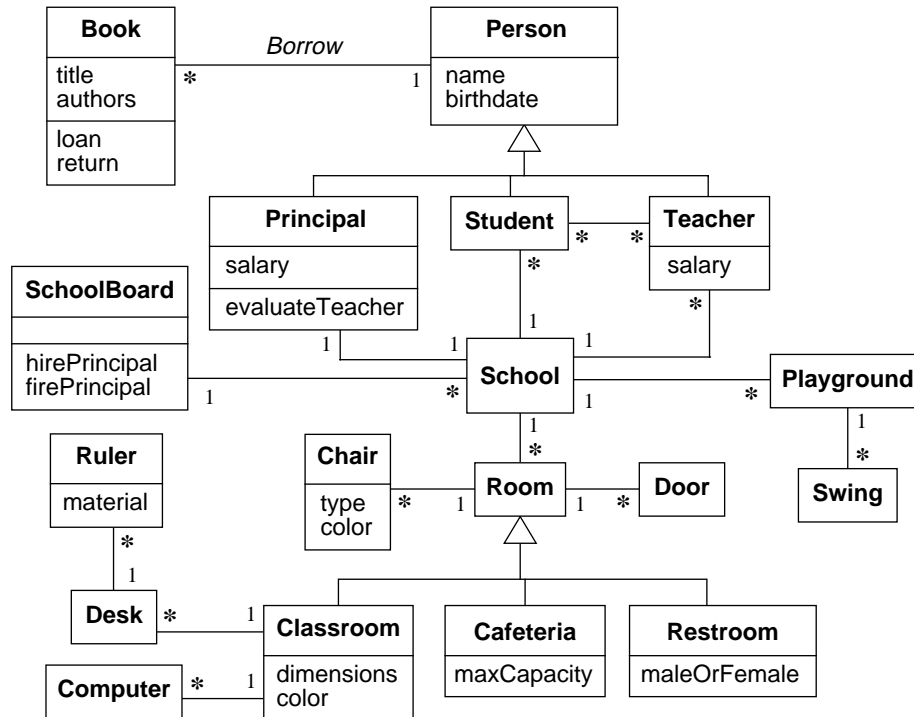 Book
title
authors
loan
return
Borrow
*
1
Person
name
birthdate
Principal
salary
evaluateTeacher
Student
*
*
Teacher
salary
*
*
SchoolBoard
hirePrincipal
firePrincipal
1
1
1
1
School
1
*
1
*
Playground
1
*
Swing
1
*
Ruler
material
*
1
Desk
Chair
type
color
*
1
Room
1
*
Door
*
1
Classroom
dimensions
color
Cafeteria
maxCapacity
Restroom
maleOrFemale
Computer
*
1